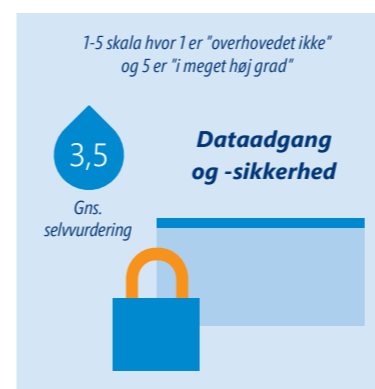 1-5 skala hvor 1 er "overhovedet ikke"
og 5 er "i meget høj grad"
3,5
Gns.
selvvurdering
Dataadgang
og -sikkerhed